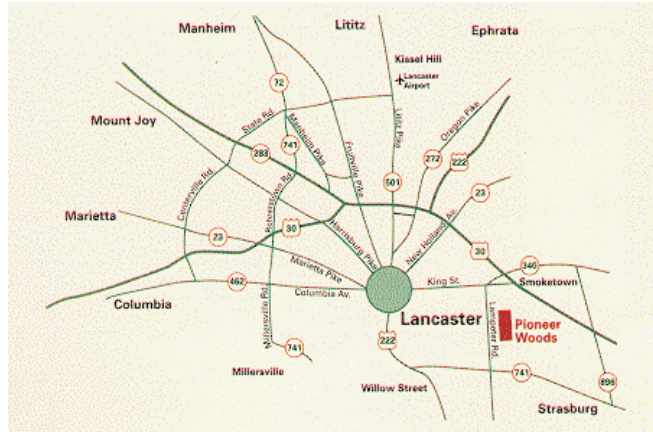 Manheim
Lititz
Ephrata
Kissel Hill
Lancaster
Airport
72
Mount Joy
State Rd.
Manheim Pike
Fruitville Pike
Lititz Pike
Oregon Pike
283
741
272
222
Centerville Rd.
Rohrerstown Rd.
501
23
Marietta
23
30
Harrisburg Pike
New Holland Av.
30
Marietta Pike
340
462
Columbia Av.
King St.
Smoketown
Columbia
Millersville Rd.
Lancaster
Lampeter Rd.
Pioneer
Woods
741
222
Millersville
741
896
Willow Street
Strasburg